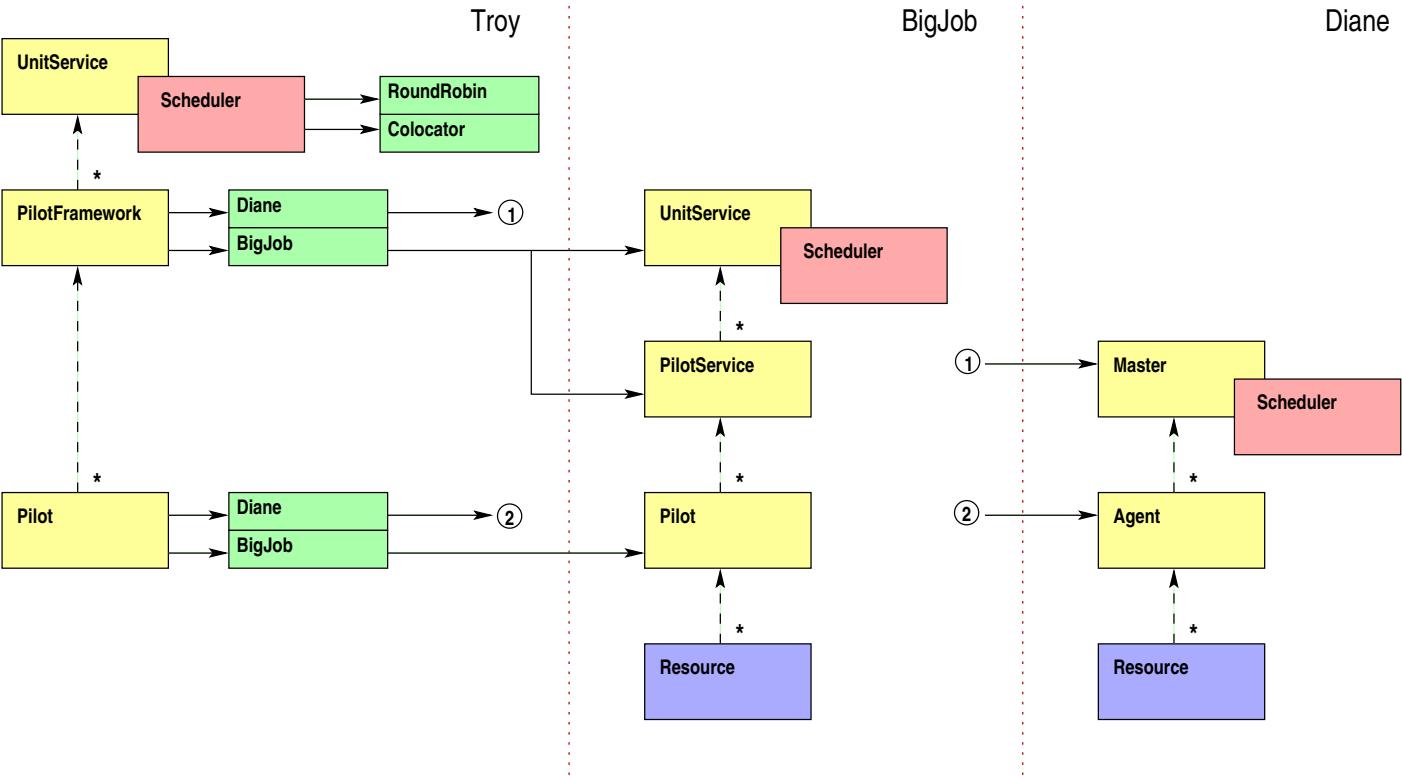 Troy
BigJob
Diane
UnitService
Scheduler
RoundRobin
Colocator
*
PilotFramework
Diane
1
BigJob
*
Pilot
Diane
2
BigJob
UnitService
Scheduler
*
PilotService
*
Pilot
*
Resource
1
Master
Scheduler
*
2
Agent
*
Resource